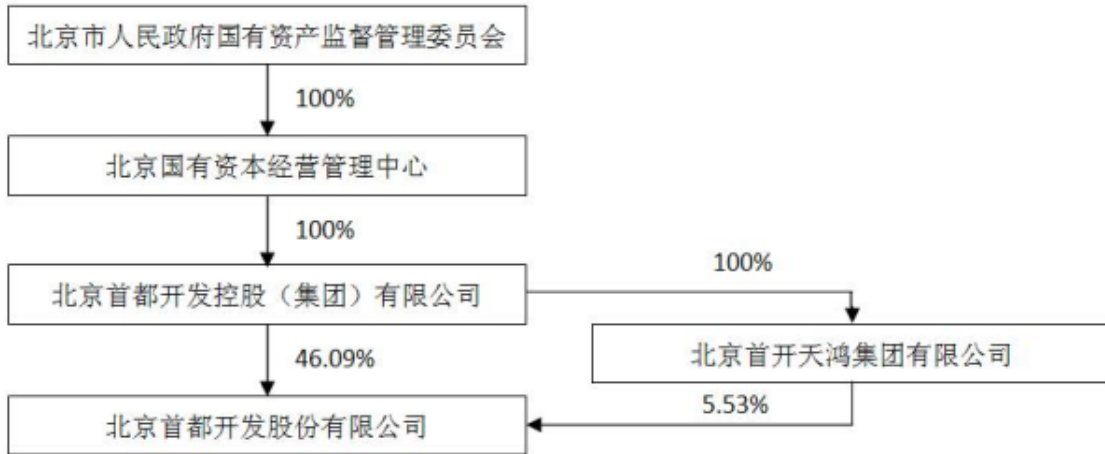 北京市人民政府国有资产监督管理委员会
100%
北京国有资本经营管理中心
100%
100%
北京首都开发控股（集团）有限公司
46.09%
北京首开天鸿集团有限公司
5.53%
北京首都开发股份有限公司